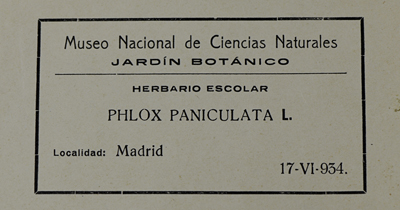 Museo Nacional de Ciencias Naturales
JARDÍN BOTÁNICO
HERBARIO ESCOLAR
PHLOX PANICULATA L.
Localidad: Madrid
17-VI-934.